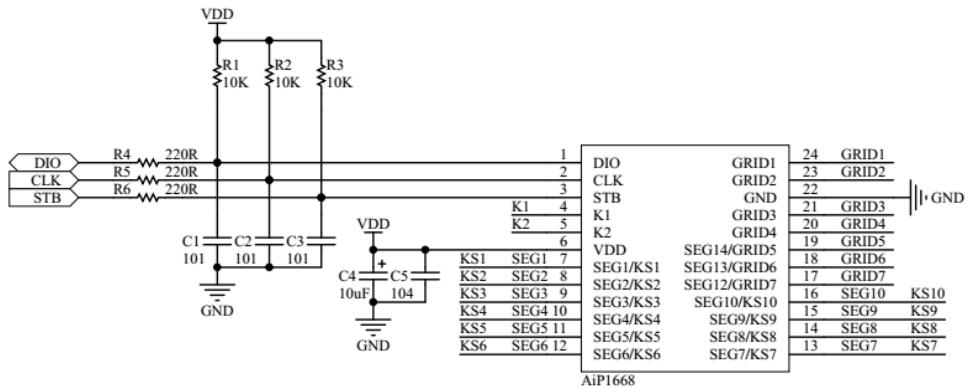 VDD
R1 R2 R3
10K 10K 10K
R4 220R
DIO
R5 220R
CLK
R6 220R
STB
1 DIO GRID1 24 GRID1
2 CLK GRID2 23 GRID2
3 STB GND 22 GND
K1 4 K1 GRID3 21 GRID3
K2 5 K2 GRID4 20 GRID4
VDD
6 VDD SEG14/GRID5 19 GRID5
KS1 SEG1 7 SEG1/KS1 SEG13/GRID6 18 GRID6
KS2 SEG2 8 SEG2/KS2 SEG12/GRID7 17 GRID7
KS3 SEG3 9 SEG3/KS3 SEG10/KS10 16 SEG10 KS10
KS4 SEG4 10 SEG4/KS4 SEG9/KS9 15 SEG9 KS9
KS5 SEG5 11 SEG5/KS5 SEG8/KS8 14 SEG8 KS8
KS6 SEG6 12 SEG6/KS6 SEG7/KS7 13 SEG7 KS7
C1 C2 C3
101 101 101
GND
C4 + C5
10uF 104
GND
AiP1668